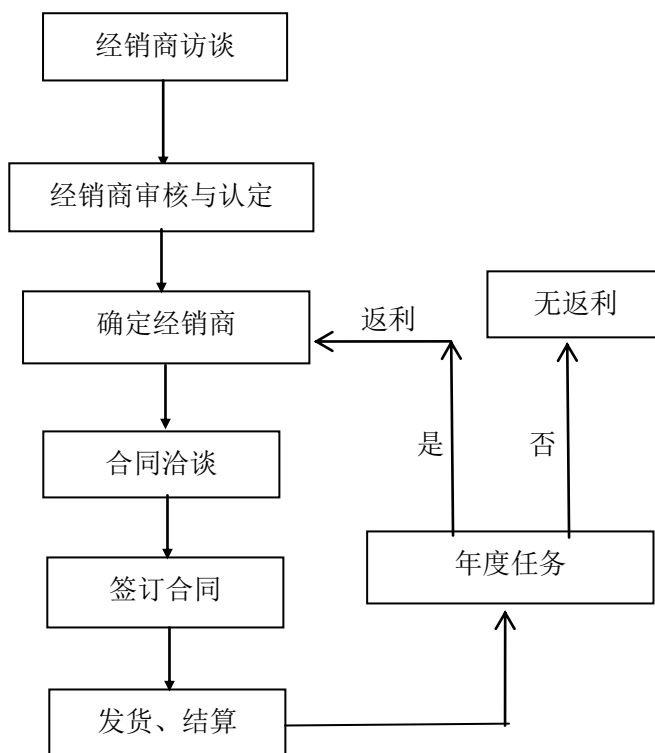 经销商访谈
经销商审核与认定
确定经销商
返利
无返利
是
否
合同洽谈
年度任务
签订合同
发货、结算